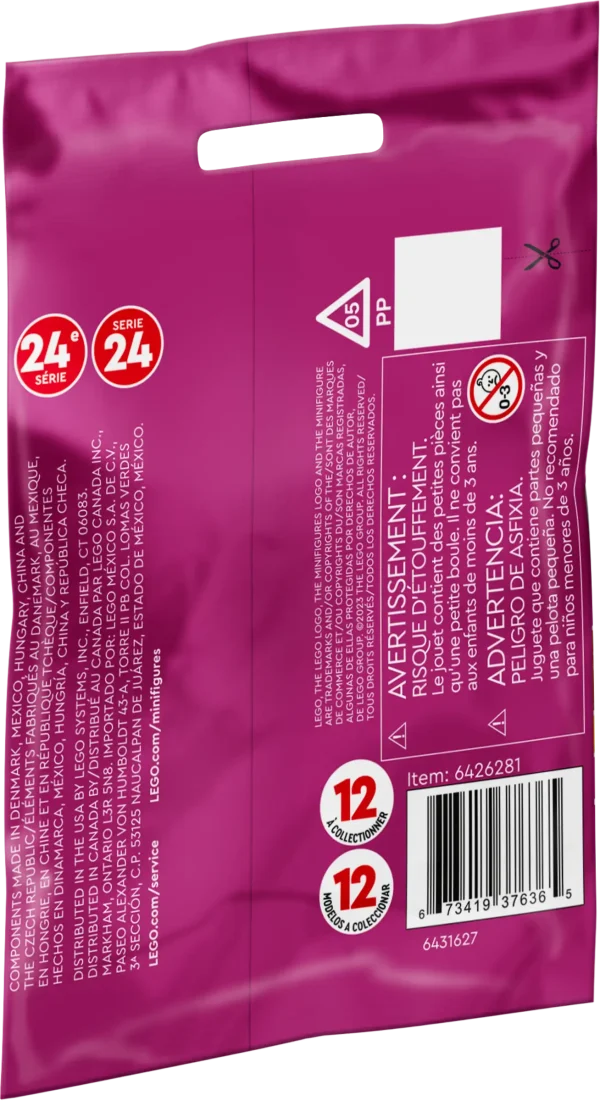 24e
SÉRIE
SERIE
24
COMPONENTS MADE IN DENMARK, MEXICO, HUNGARY, CHINA AND
THE CZECH REPUBLIC/ÉLÉMENTS FABRIQUÉS AU DANEMARK, AU MEXIQUE,
EN HONGRIE, EN CHINE ET EN RÉPUBLIQUE TCHÈQUE/COMPONENTES
HECHOS EN DINAMARCA, MÉXICO, HUNGRÍA, CHINA Y REPÚBLICA CHECA.
DISTRIBUTED IN THE USA BY LEGO SYSTEMS, INC., ENFIELD, CT 06083.
DISTRIBUTED IN CANADA BY/DISTRIBUÉ AU CANADA PAR LEGO CANADA INC.,
MARKHAM, ONTARIO L3R 5N8. IMPORTADO POR: LEGO MÉXICO S.A. DE C.V.,
PASEO ALEXANDER VON HUMBOLDT 43-A, TORRE II PB COL. LOMAS VERDES
3A SECCIÓN, C.P. 53125 NAUCALPAN DE JUÁREZ, ESTADO DE MÉXICO, MÉXICO.
LEGO.com/service LEGO.com/minifigures
05
PP
LEGO, THE LEGO LOGO, THE MINIFIGURES LOGO AND THE MINIFIGURE
ARE TRADEMARKS AND/OR COPYRIGHTS OF THE/SONT DES MARQUES
DE COMMERCE ET/OU COPYRIGHTS DU/SON MARCAS REGISTRADAS,
ALGUNAS DE ELLAS PROTEGIDAS POR DERECHOS DE AUTOR,
DE LEGO GROUP. ©2023 THE LEGO GROUP. ALL RIGHTS RESERVED/
TOUS DROITS RÉSERVÉS/TODOS LOS DERECHOS RESERVADOS.
AVERTISSEMENT :
RISQUE D'ÉTOUFFEMENT.
Le jouet contient des petites pièces ainsi
qu'une petite boule. Il ne convient pas
aux enfants de moins de 3 ans.
0-3
ADVERTENCIA:
PELIGRO DE ASFIXIA.
Juguete que contiene partes pequeñas y
una pelota pequeña. No recomendado
para niños menores de 3 años.
12
À COLLECTIONNER
12
MODELOS A COLECCIONAR
Item: 6426281
6 73419 37636 5
6431627